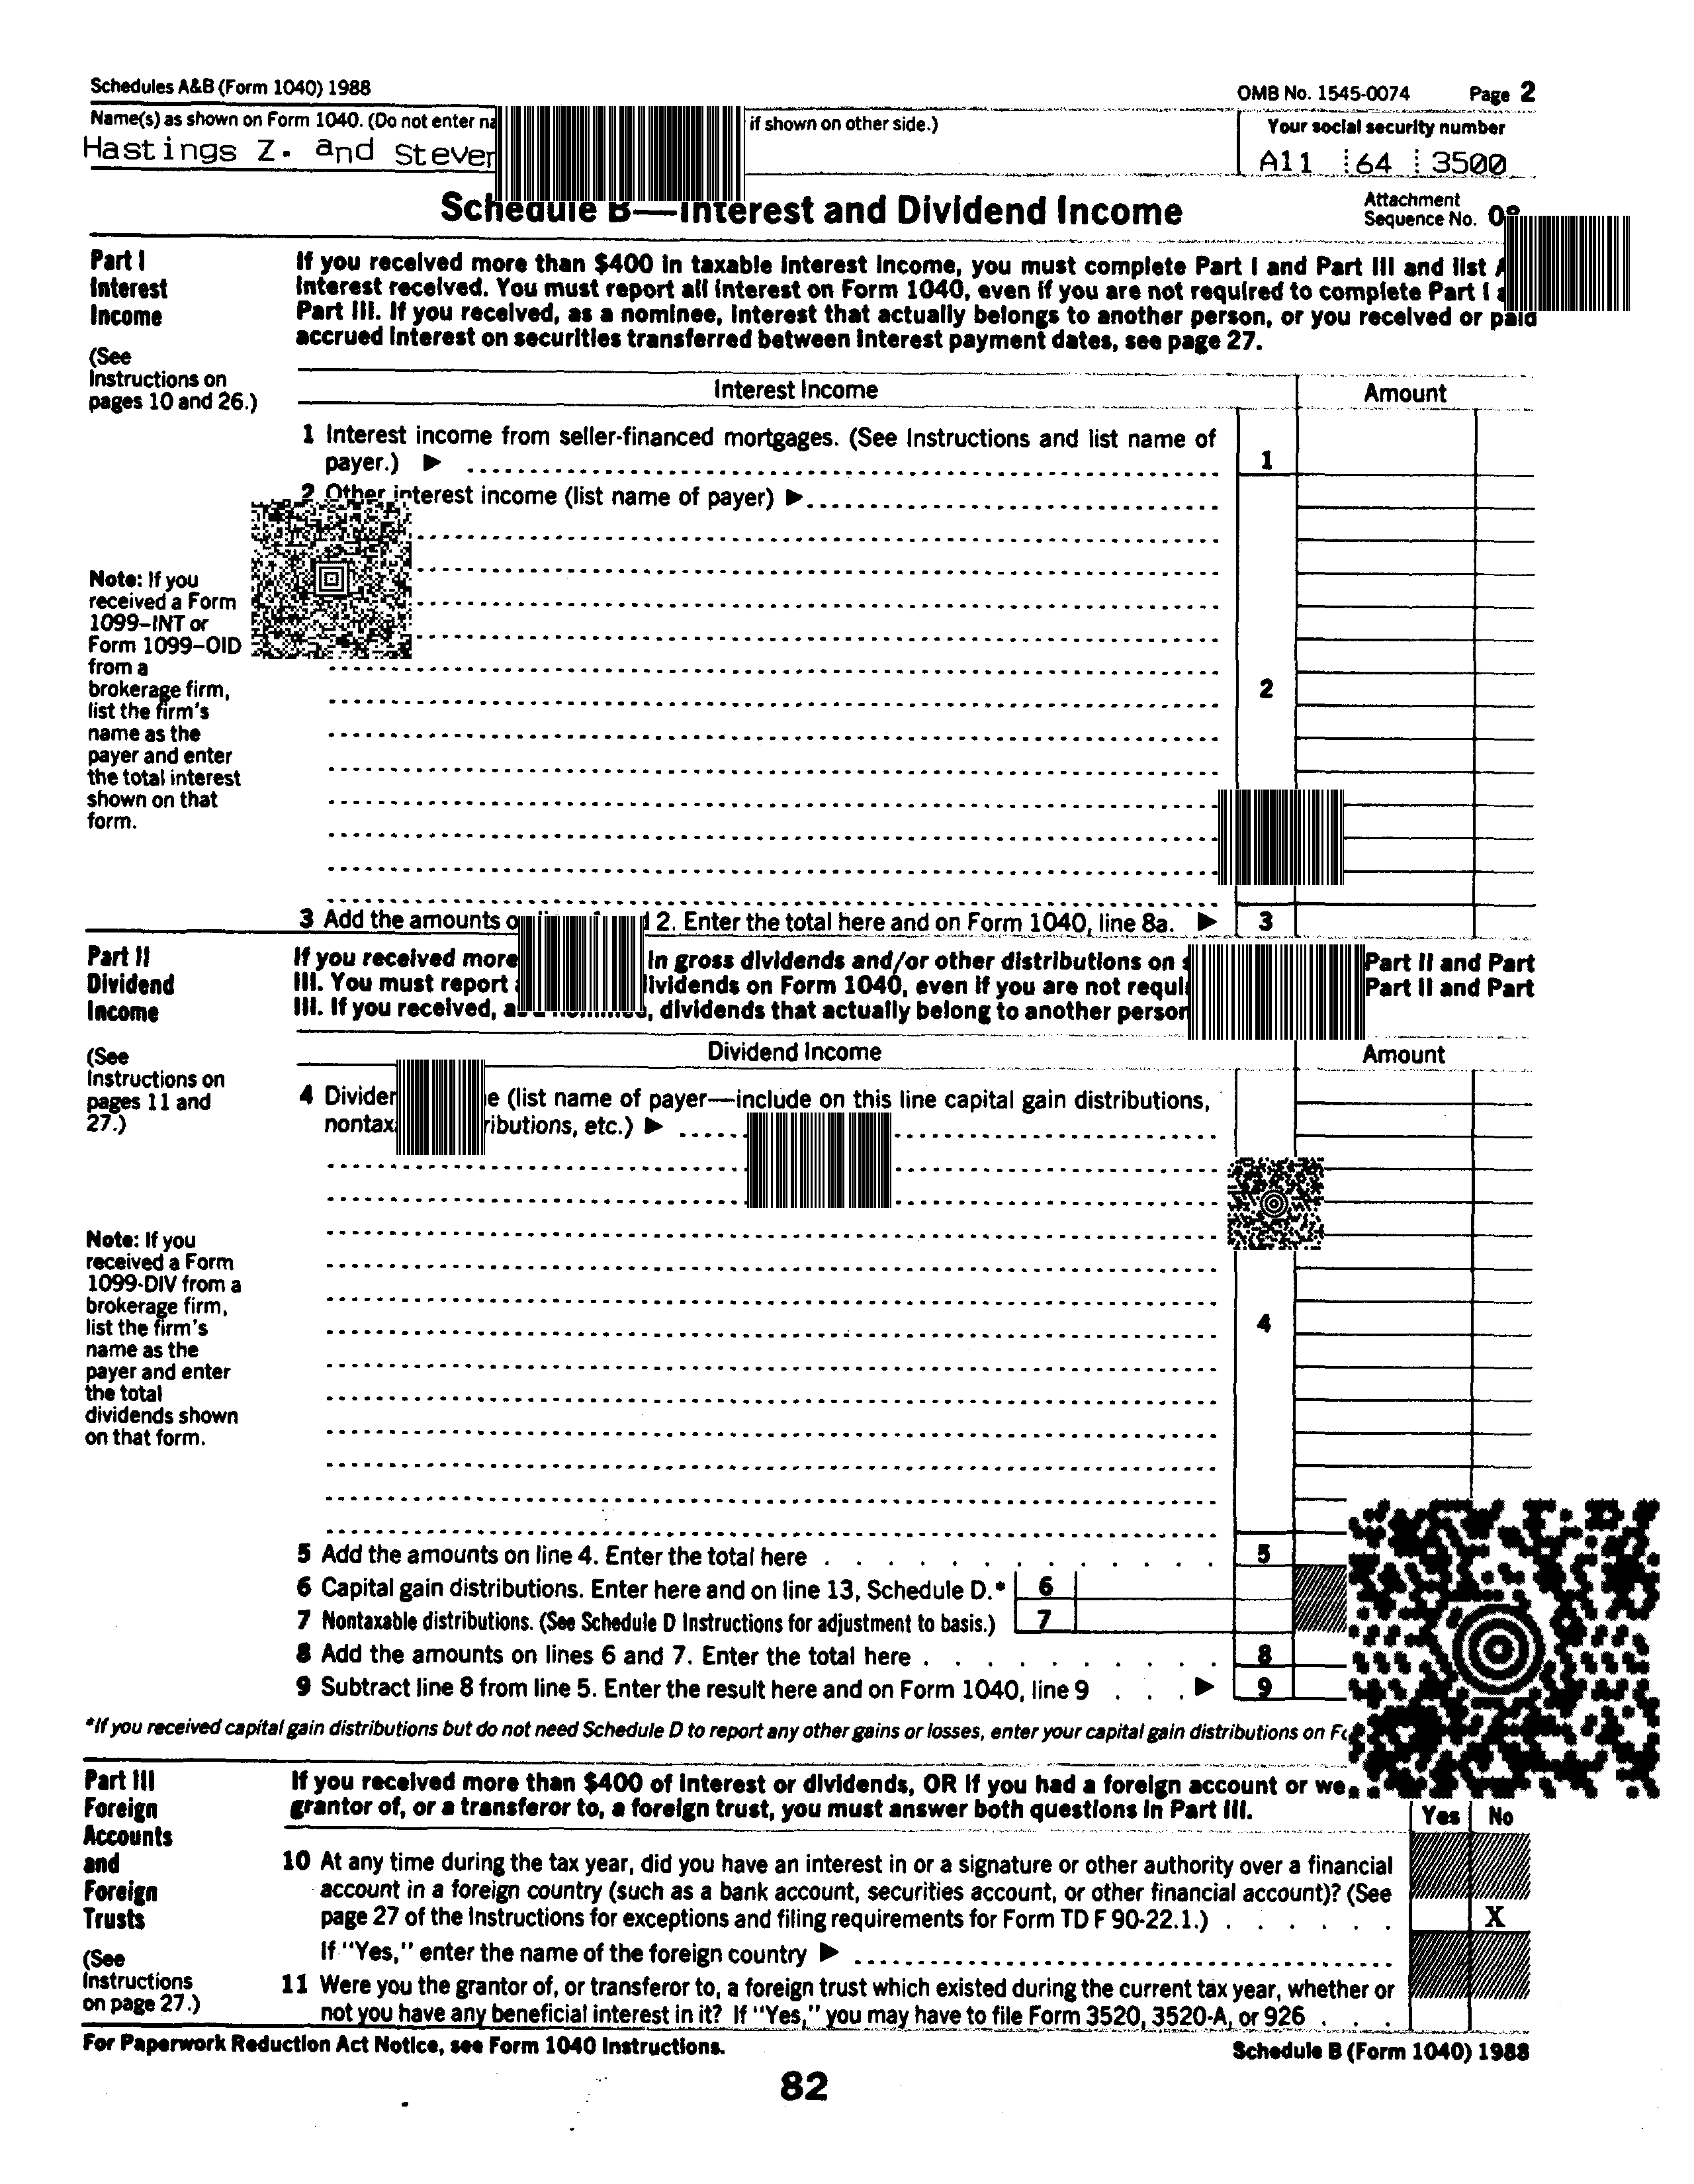 Schedules A&B (Form 1040) 1988
OMB No. 1545-0074 Page 2
Name(s) as shown on Form 1040. (Do not enter if shown on other side.)
Your social security number
Hastings Z. and
A11 64 3500
Schedule B—Interest and Dividend Income
Attachment
Sequence No.
Part I
Interest
Income
(See
Instructions on
pages 10 and 26.)
If you received more than $400 in taxable interest income, you must complete Part I and Part III and list
interest received. You must report all interest on Form 1040, even if you are not required to complete Part I
Part III. If you received, as a nominee, interest that actually belongs to another person, or you received or paid
accrued interest on securities transferred between interest payment dates, see page 27.
Interest Income Amount
1 Interest income from seller-financed mortgages. (See Instructions and list name of
payer.) ▶ 1
2 Other interest income (list name of payer) ▶
Note: If you
received a Form
1099–INT or
Form 1099–OID
from a
brokerage firm,
list the firm's
name as the
payer and enter
the total interest
shown on that
form.
2
3 Add the amounts 2. Enter the total here and on Form 1040, line 8a. ▶ 3
Part II
Dividend
Income
(See
Instructions on
pages 11 and
27.)
If you received more in gross dividends and/or other distributions on Part II and Part
III. You must report dividends on Form 1040, even if you are not Part II and Part
III. If you received, dividends that actually belong to another person
Dividend Income Amount
4 (list name of payer—include on this line capital gain distributions,
etc.) ▶
Note: If you
received a Form
1099-DIV from a
brokerage firm,
list the firm's
name as the
payer and enter
the total
dividends shown
on that form.
4
5 Add the amounts on line 4. Enter the total here 5
6 Capital gain distributions. Enter here and on line 13, Schedule D.* 6
7 Nontaxable distributions. (See Schedule D Instructions for adjustment to basis.) 7
8 Add the amounts on lines 6 and 7. Enter the total here 8
9 Subtract line 8 from line 5. Enter the result here and on Form 1040, line 9 ▶ 9
*If you received capital gain distributions but do not need Schedule D to report any other gains or losses, enter your capital gain distributions on
Part III
Foreign
Accounts
and
Foreign
Trusts
(See
Instructions
on page 27.)
If you received more than $400 of interest or dividends, OR if you had a foreign account or
grantor of, or a transferor to, a foreign trust, you must answer both questions in Part III.
Yes No
10 At any time during the tax year, did you have an interest in or a signature or other authority over a financial
account in a foreign country (such as a bank account, securities account, or other financial account)? (See
page 27 of the Instructions for exceptions and filing requirements for Form TD F 90-22.1.) X
If "Yes," enter the name of the foreign country ▶
11 Were you the grantor of, or transferor to, a foreign trust which existed during the current tax year, whether or
not you have any beneficial interest in it? If "Yes," you may have to file Form 3520, 3520-A, or 926
For Paperwork Reduction Act Notice, see Form 1040 Instructions.
Schedule B (Form 1040) 1988
82